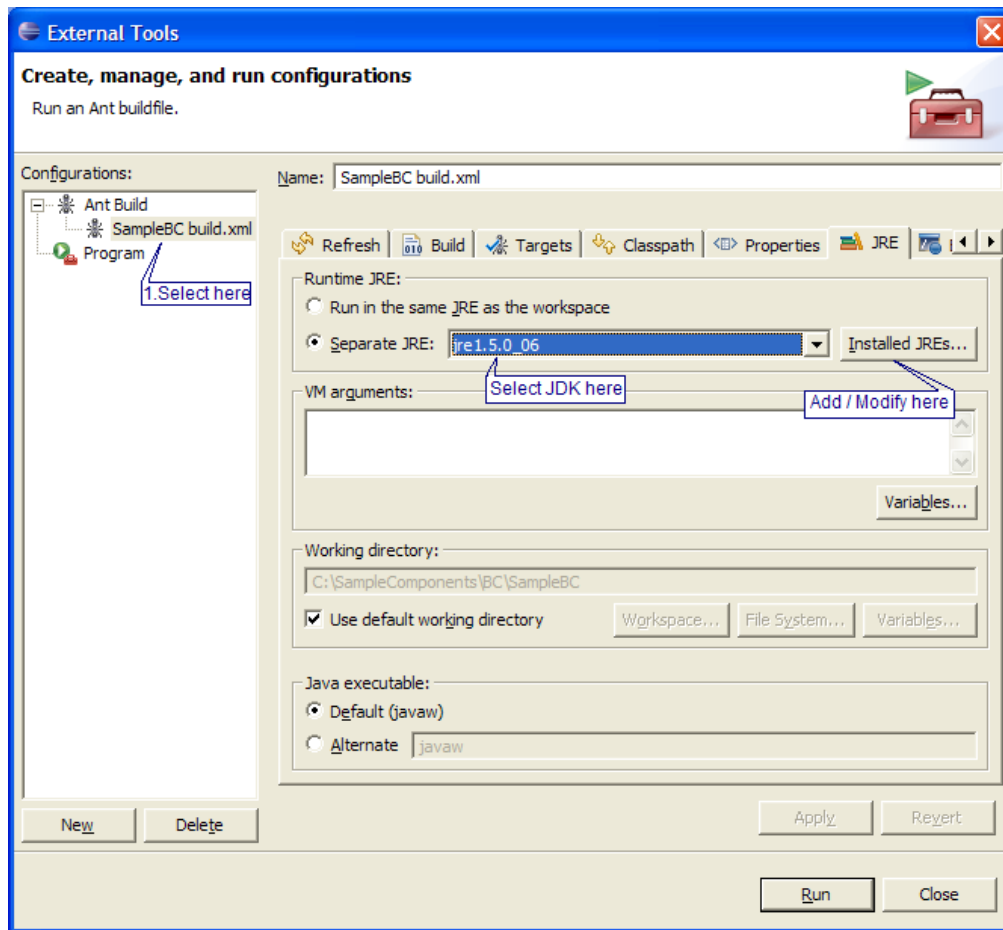 External Tools
Create, manage, and run configurations
Run an Ant buildfile.
Configurations:
Ant Build
SampleBC build.xml
Program
1.Select here
New
Delete
Name: SampleBC build.xml
Refresh Build Targets Classpath Properties JRE
Runtime JRE:
Run in the same JRE as the workspace
Separate JRE: jre1.5.0_06 Installed JREs...
Select JDK here
Add / Modify here
VM arguments:
Variables...
Working directory:
C:\SampleComponents\BC\SampleBC
Use default working directory Workspace... File System... Variables...
Java executable:
Default (javaw)
Alternate javaw
Apply Revert
Run Close